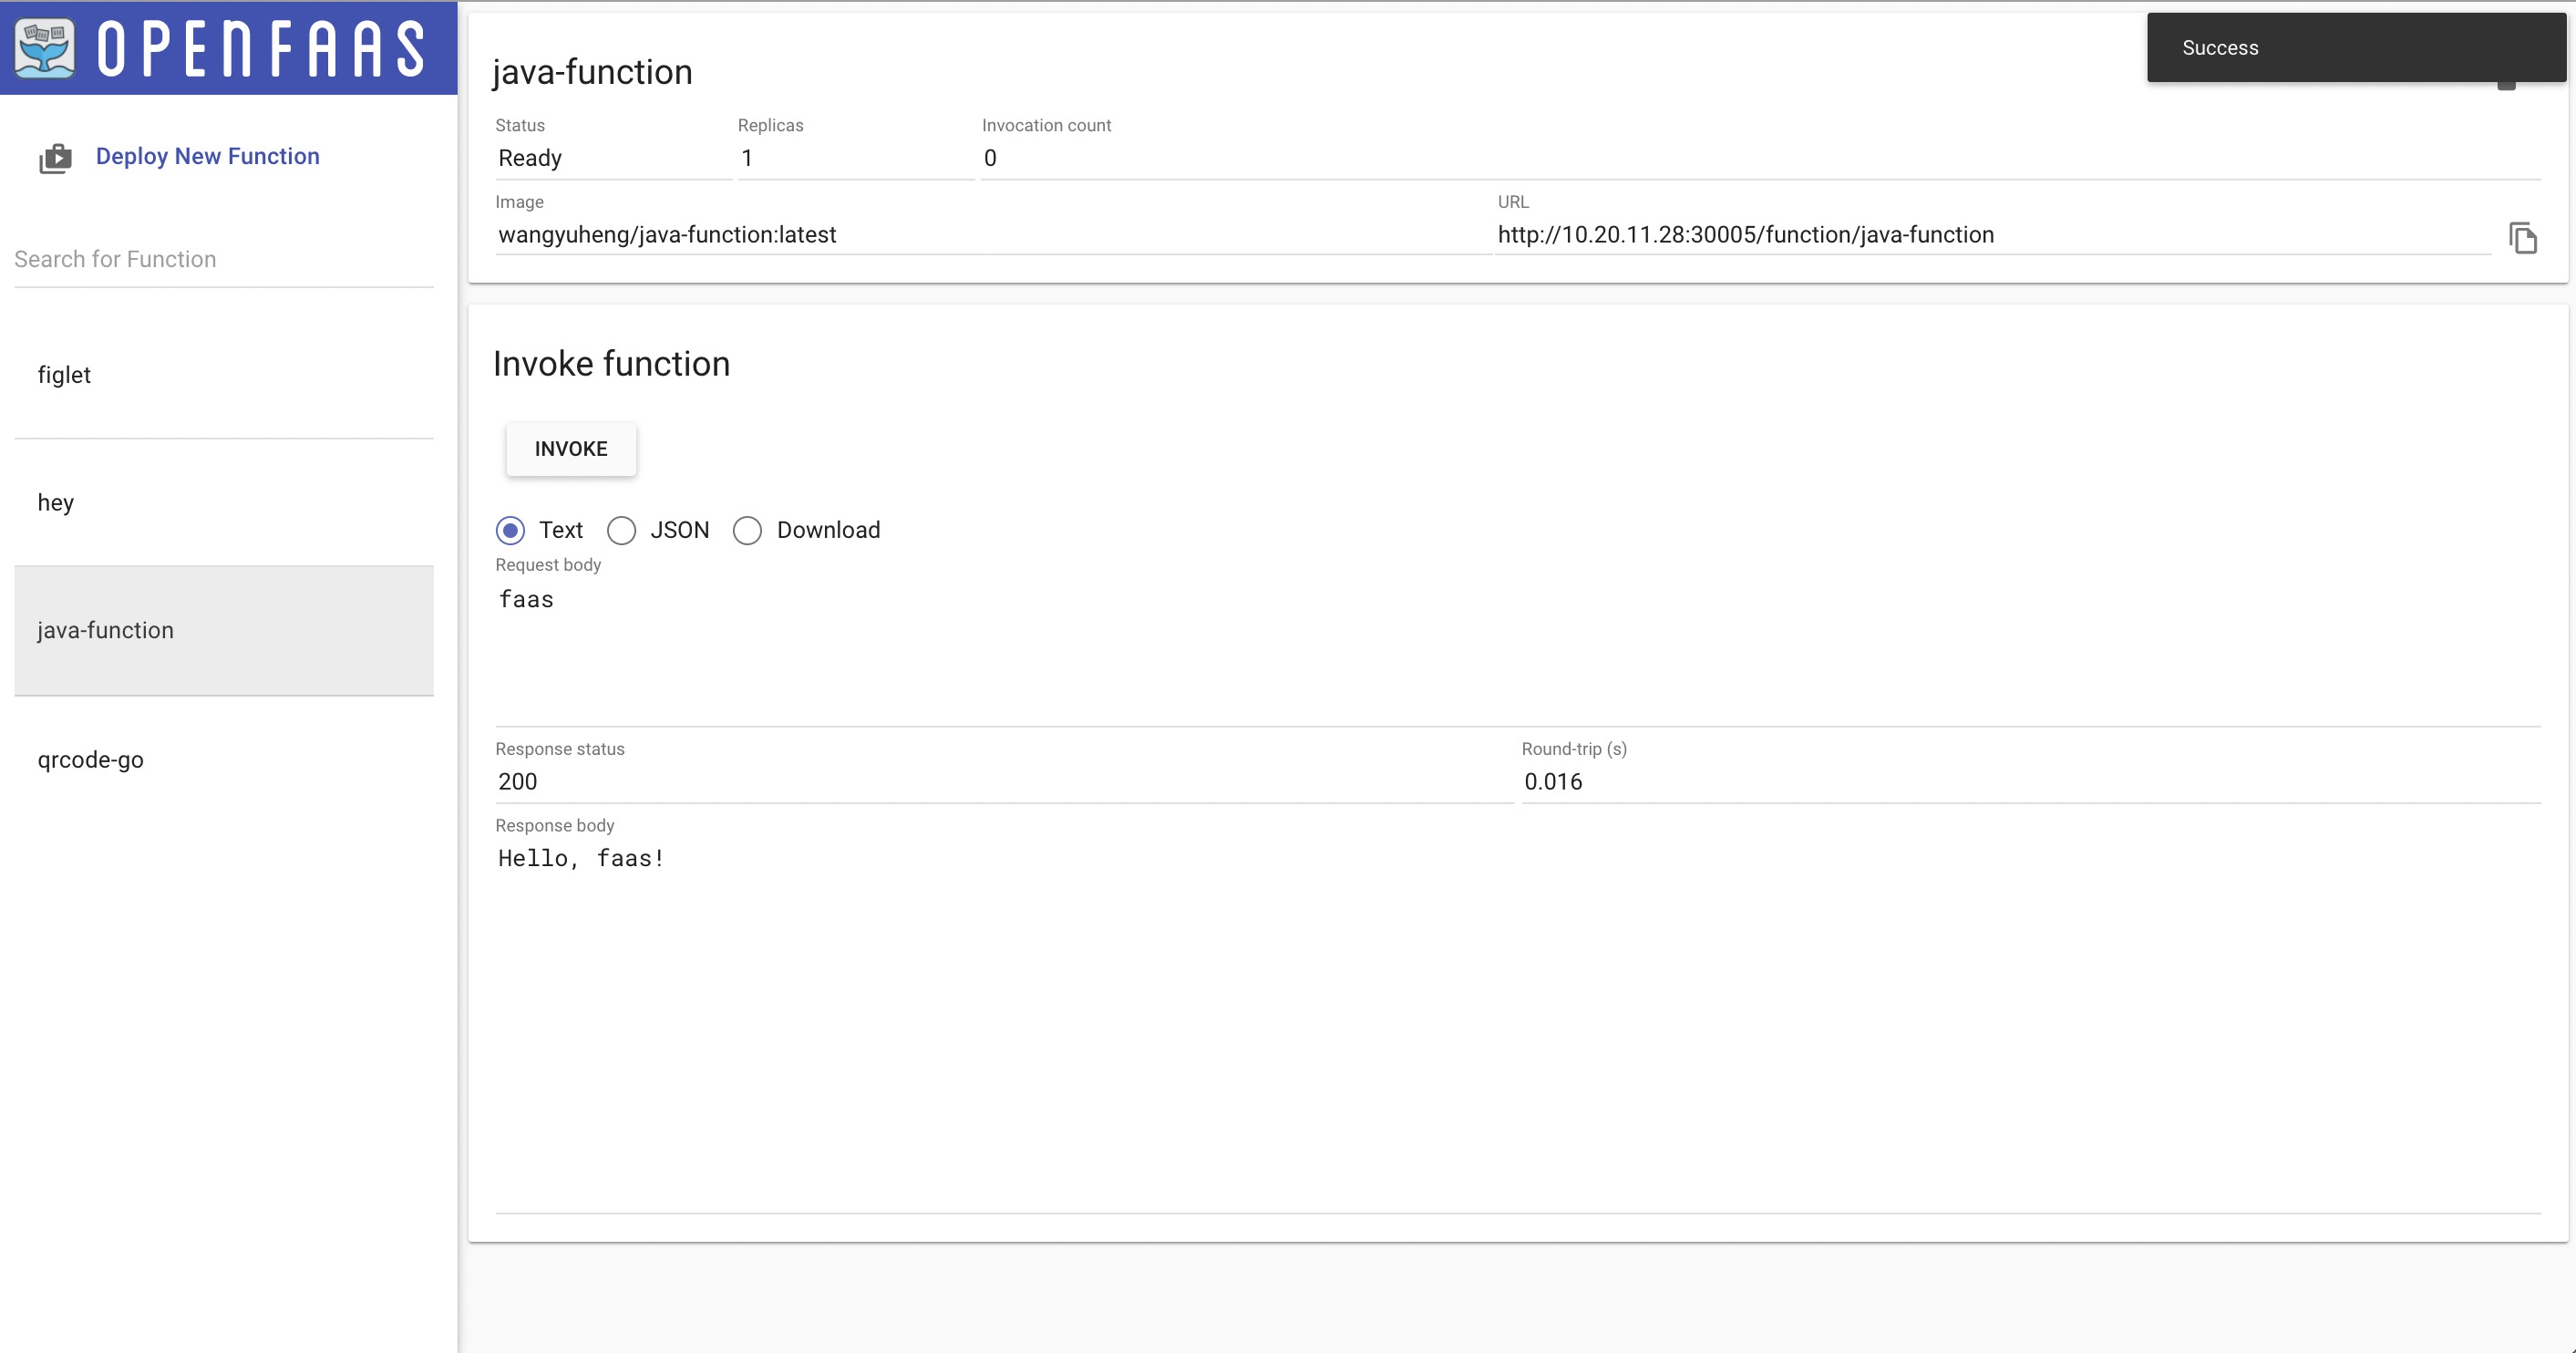 OPENFAAS
Deploy New Function
Search for Function
figlet
hey
java-function
qrcode-go
Success
java-function
Status Replicas Invocation count
Ready 1 0
Image URL
wangyuheng/java-function:latest http://10.20.11.28:30005/function/java-function
Invoke function
INVOKE
Text JSON Download
Request body
faas
Response status Round-trip (s)
200 0.016
Response body
Hello, faas!